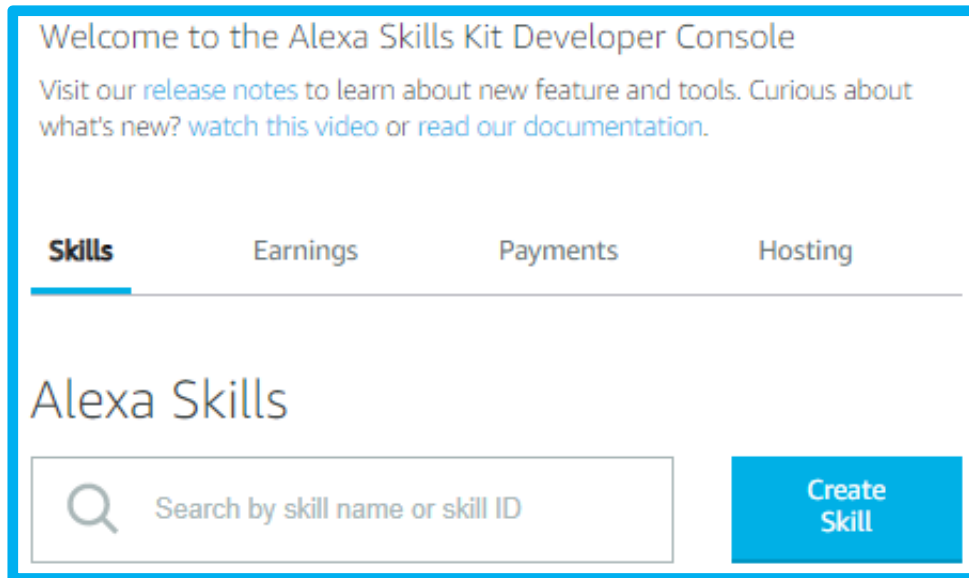 Welcome to the Alexa Skills Kit Developer Console
Visit our release notes to learn about new feature and tools. Curious about
what's new? watch this video or read our documentation.
Skills Earnings Payments Hosting
Alexa Skills
Search by skill name or skill ID
Create
Skill